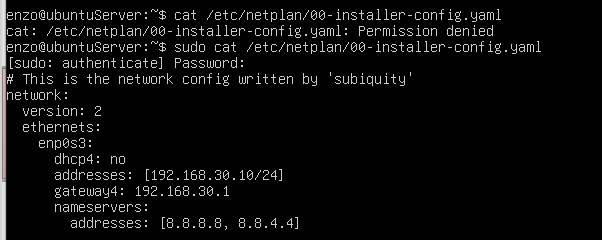 enzo@ubuntuServer:~$ cat /etc/netplan/00-installer-config.yaml
cat: /etc/netplan/00-installer-config.yaml: Permission denied
enzo@ubuntuServer:~$ sudo cat /etc/netplan/00-installer-config.yaml
[sudo: authenticate] Password:
# This is the network config written by 'subiquity'
network:
  version: 2
  ethernets:
    enp0s3:
      dhcp4: no
      addresses: [192.168.30.10/24]
      gateway4: 192.168.30.1
      nameservers:
        addresses: [8.8.8.8, 8.8.4.4]